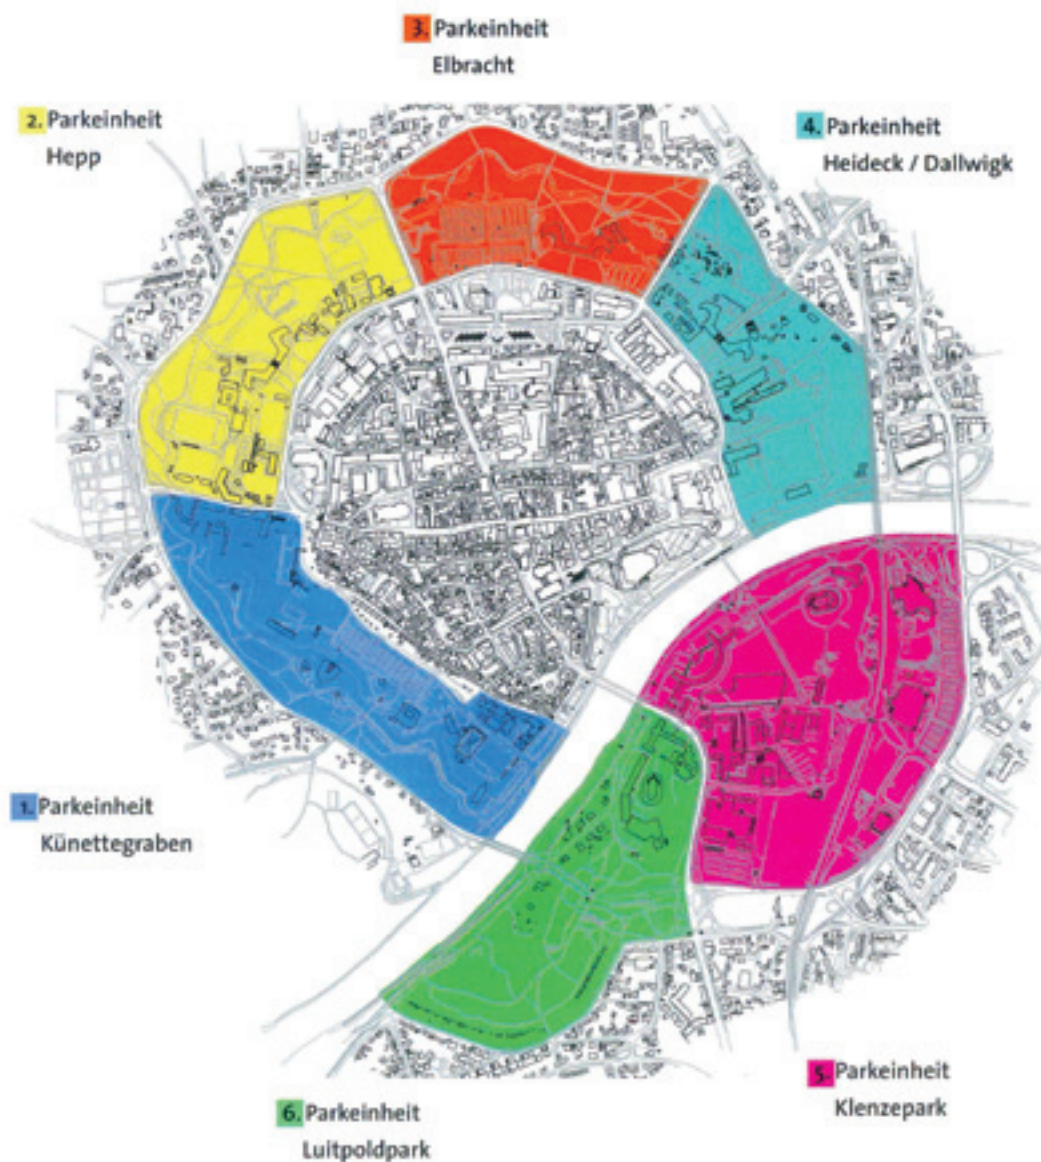 3. Parkeinheit
Elbracht
2. Parkeinheit
Hepp
4. Parkeinheit
Heideck / Dallwigk
1. Parkeinheit
Künettegraben
5. Parkeinheit
Klenzepark
6. Parkeinheit
Luitpoldpark